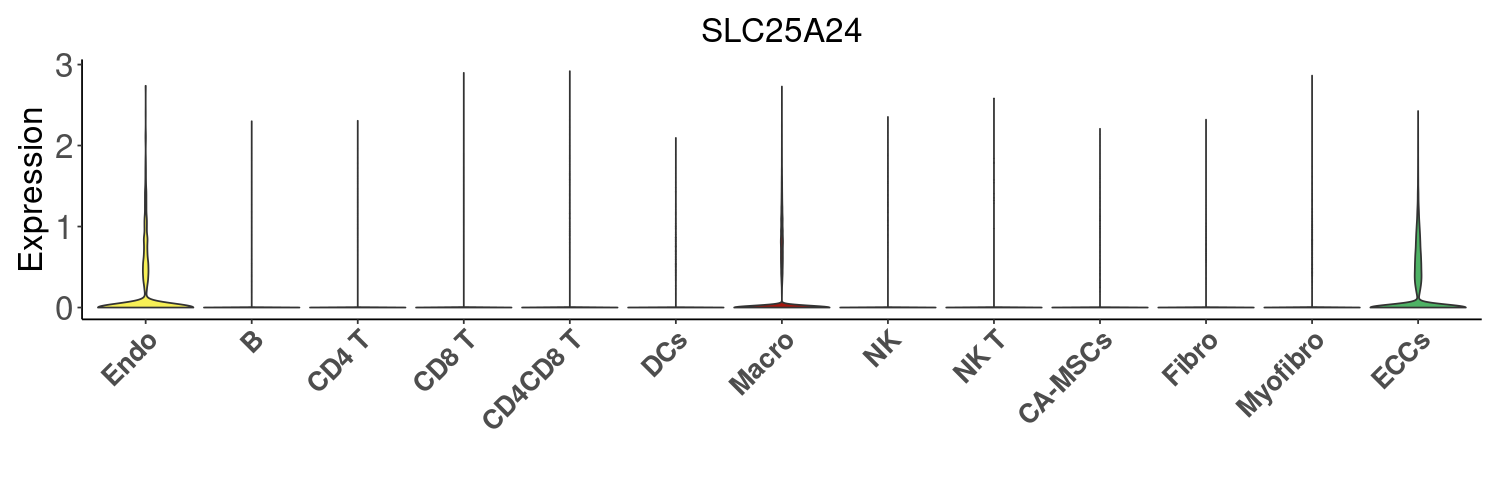 SLC25A24
Expression
3
2
1
0
Endo
B
CD4 T
CD8 T
CD4CD8 T
DCs
Macro
NK
NK T
CA-MSCs
Fibro
Myofibro
ECCs